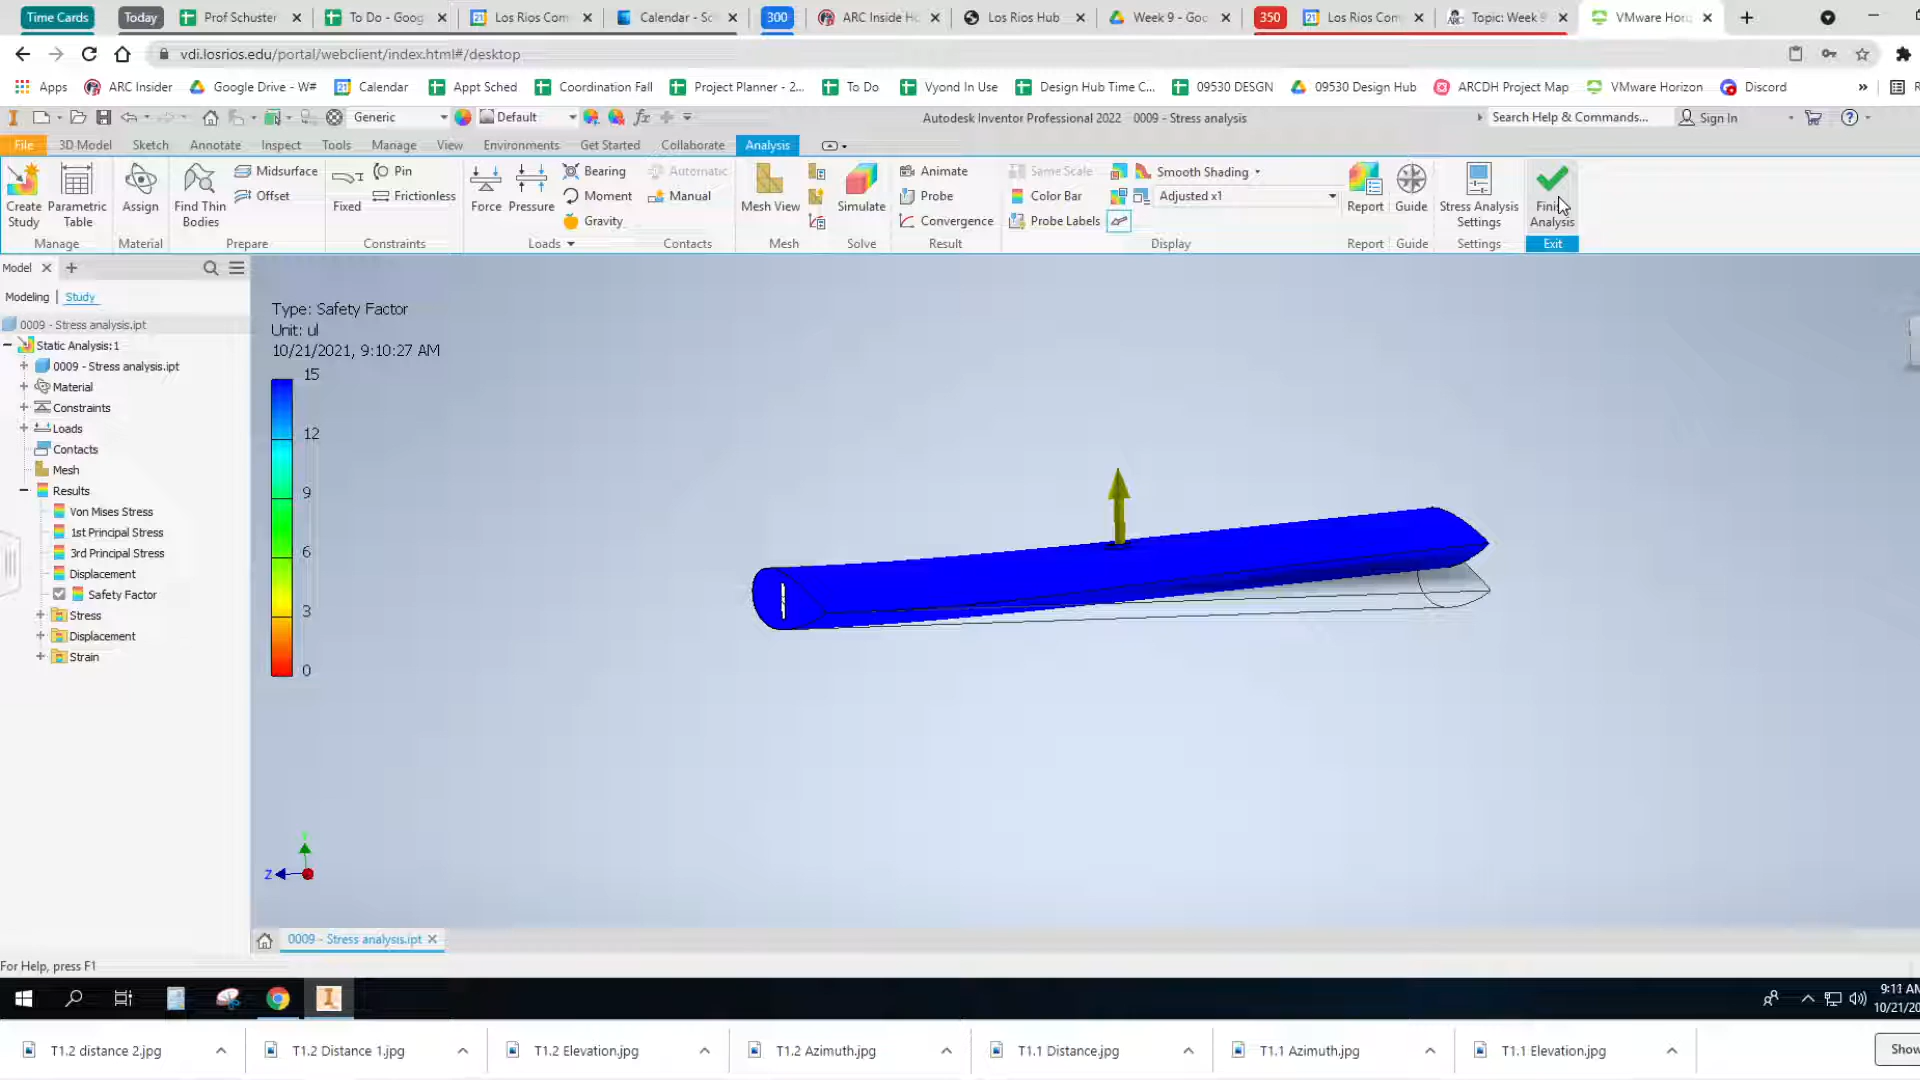 Time Cards Today Prof Schuster To Do - Goog Los Rios Com Calendar - Sc 300 ARC Inside Ho Los Rios Hub Week 9 - Goo 350 Los Rios Com Topic: Week 9 VMware Hori
vdi.losrios.edu/portal/webclient/index.html#/desktop
Apps ARC Insider Google Drive - W# Calendar Appt Sched Coordination Fall Project Planner - 2... To Do Vyond In Use Design Hub Time C... 09530 DESGN 09530 Design Hub ARCDH Project Map VMware Horizon Discord »
Generic Default fx Autodesk Inventor Professional 2022 0009 - Stress analysis Search Help & Commands... Sign In
File 3D Model Sketch Annotate Inspect Tools Manage View Environments Get Started Collaborate Analysis
Midsurface Pin Bearing Automatic Animate Same Scale Smooth Shading
Offset Frictionless Moment Manual Probe Color Bar Adjusted x1
Create Study Parametric Table Assign Find Thin Bodies Fixed Force Pressure Gravity Mesh View Simulate Convergence Probe Labels Report Guide Stress Analysis Settings Analysis
Manage Material Prepare Constraints Loads Contacts Mesh Solve Result Display Report Guide Settings Exit
Model
Modeling | Study
0009 - Stress analysis.ipt
Static Analysis:1
0009 - Stress analysis.ipt
Material
Constraints
Loads
Contacts
Mesh
Results
Von Mises Stress
1st Principal Stress
3rd Principal Stress
Displacement
Safety Factor
Stress
Displacement
Strain
Type: Safety Factor
Unit: ul
10/21/2021, 9:10:27 AM
15
12
9
6
3
0
Y
Z
0009 - Stress analysis.ipt
For Help, press F1
9:11 AM
10/21/20
T1.2 distance 2.jpg T1.2 Distance 1.jpg T1.2 Elevation.jpg T1.2 Azimuth.jpg T1.1 Distance.jpg T1.1 Azimuth.jpg T1.1 Elevation.jpg Show